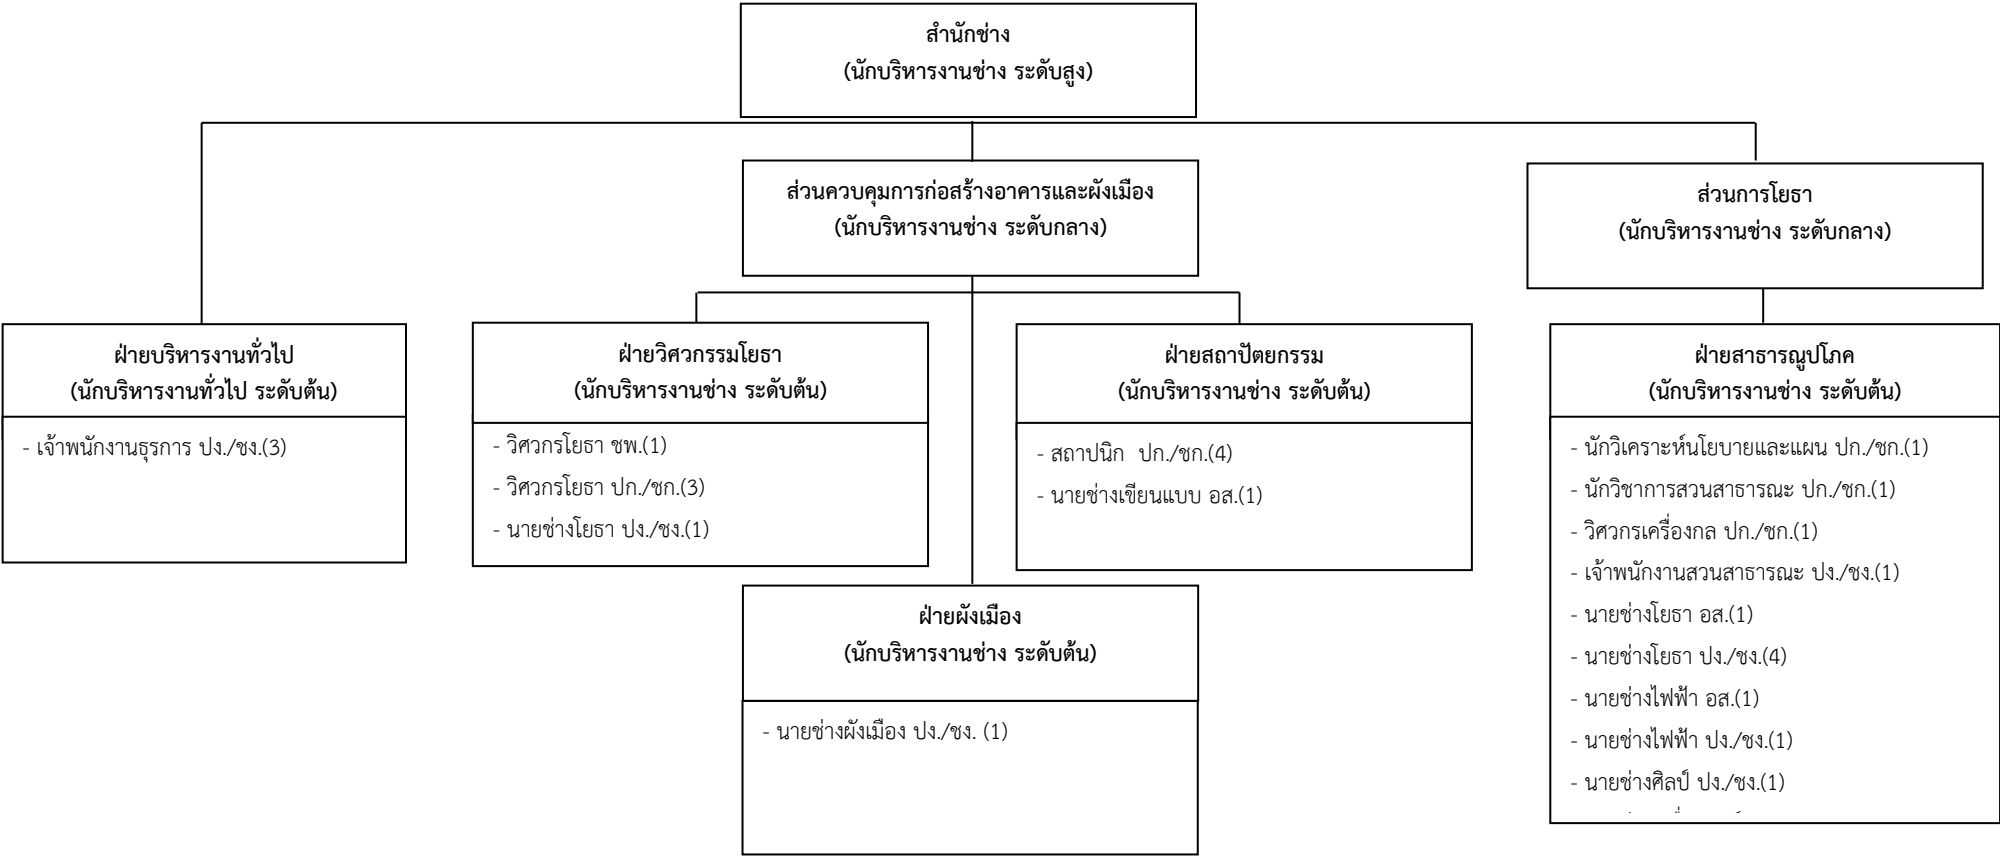 สำนักช่าง
(นักบริหารงานช่าง ระดับสูง)
ส่วนควบคุมการก่อสร้างอาคารและผังเมือง
(นักบริหารงานช่าง ระดับกลาง)
ส่วนการโยธา
(นักบริหารงานช่าง ระดับกลาง)
ฝ่ายบริหารงานทั่วไป
(นักบริหารงานทั่วไป ระดับต้น)
- เจ้าพนักงานธุรการ ปง./ชง.(3)
ฝ่ายวิศวกรรมโยธา
(นักบริหารงานช่าง ระดับต้น)
- วิศวกรโยธา ชพ.(1)
- วิศวกรโยธา ปก./ชก.(3)
- นายช่างโยธา ปง./ชง.(1)
ฝ่ายสถาปัตยกรรม
(นักบริหารงานช่าง ระดับต้น)
- สถาปนิก  ปก./ชก.(4)
- นายช่างเขียนแบบ อส.(1)
ฝ่ายสาธารณูปโภค
(นักบริหารงานช่าง ระดับต้น)
- นักวิเคราะห์นโยบายและแผน ปก./ชก.(1)
- นักวิชาการสวนสาธารณะ ปก./ชก.(1)
- วิศวกรเครื่องกล ปก./ชก.(1)
- เจ้าพนักงานสวนสาธารณะ ปง./ชง.(1)
- นายช่างโยธา อส.(1)
- นายช่างโยธา ปง./ชง.(4)
- นายช่างไฟฟ้า อส.(1)
- นายช่างไฟฟ้า ปง./ชง.(1)
- นายช่างศิลป์ ปง./ชง.(1)
ฝ่ายผังเมือง
(นักบริหารงานช่าง ระดับต้น)
- นายช่างผังเมือง ปง./ชง. (1)